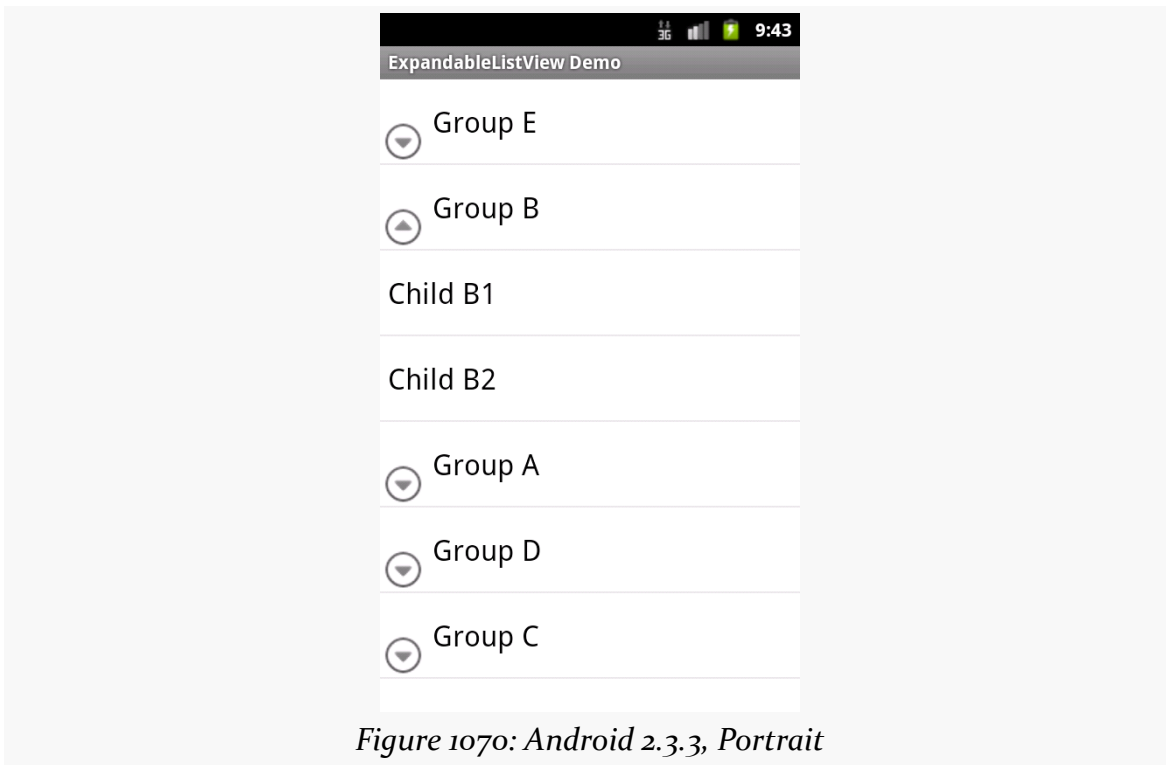 3G 9:43
ExpandableListView Demo
Group E
Group B
Child B1
Child B2
Group A
Group D
Group C
Figure 1070: Android 2.3.3, Portrait